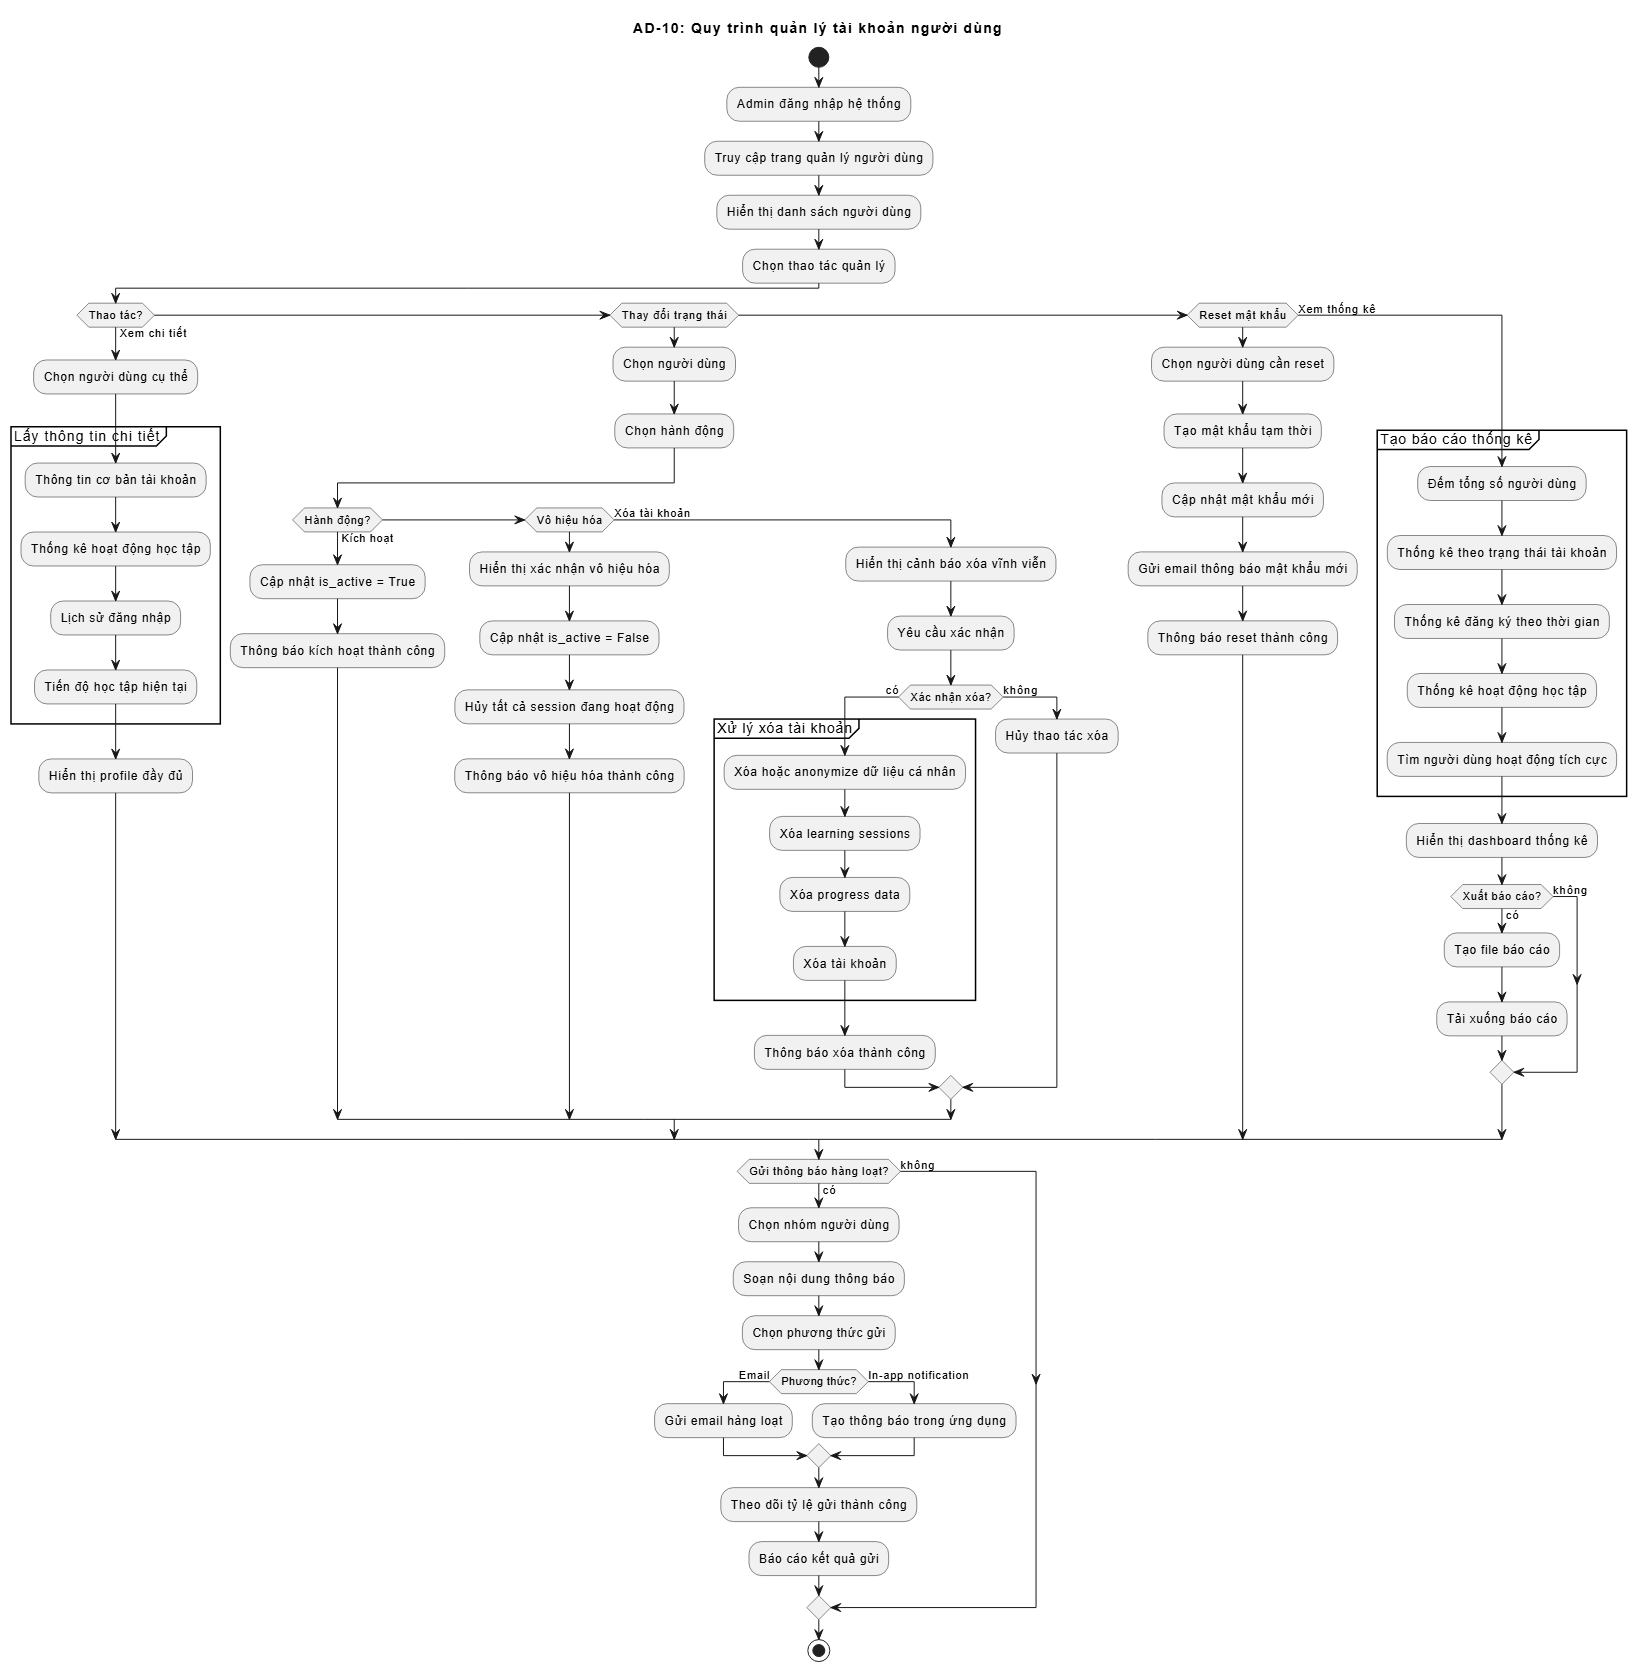 AD-10: Quy trình quản lý tài khoản người dùng
Admin đăng nhập hệ thống
Truy cập trang quản lý người dùng
Hiển thị danh sách người dùng
Chọn thao tác quản lý
Thao tác?
Xem chi tiết
Chọn người dùng cụ thể
Lấy thông tin chi tiết
Thông tin cơ bản tài khoản
Thống kê hoạt động học tập
Lịch sử đăng nhập
Tiến độ học tập hiện tại
Hiển thị profile đầy đủ
Thay đổi trạng thái
Chọn người dùng
Chọn hành động
Hành động?
Kích hoạt
Cập nhật is_active = True
Thông báo kích hoạt thành công
Vô hiệu hóa
Hiển thị xác nhận vô hiệu hóa
Cập nhật is_active = False
Hủy tất cả session đang hoạt động
Thông báo vô hiệu hóa thành công
Xóa tài khoản
Hiển thị cảnh báo xóa vĩnh viễn
Yêu cầu xác nhận
có
Xác nhận xóa?
không
Xử lý xóa tài khoản
Xóa hoặc anonymize dữ liệu cá nhân
Xóa learning sessions
Xóa progress data
Xóa tài khoản
Thông báo xóa thành công
Hủy thao tác xóa
Reset mật khẩu
Chọn người dùng cần reset
Tạo mật khẩu tạm thời
Cập nhật mật khẩu mới
Gửi email thông báo mật khẩu mới
Thông báo reset thành công
Xem thống kê
Tạo báo cáo thống kê
Đếm tổng số người dùng
Thống kê theo trạng thái tài khoản
Thống kê đăng ký theo thời gian
Thống kê hoạt động học tập
Tìm người dùng hoạt động tích cực
Hiển thị dashboard thống kê
Xuất báo cáo?
không
có
Tạo file báo cáo
Tải xuống báo cáo
Gửi thông báo hàng loạt?
không
có
Chọn nhóm người dùng
Soạn nội dung thông báo
Chọn phương thức gửi
Email
Phương thức?
In-app notification
Gửi email hàng loạt
Tạo thông báo trong ứng dụng
Theo dõi tỷ lệ gửi thành công
Báo cáo kết quả gửi